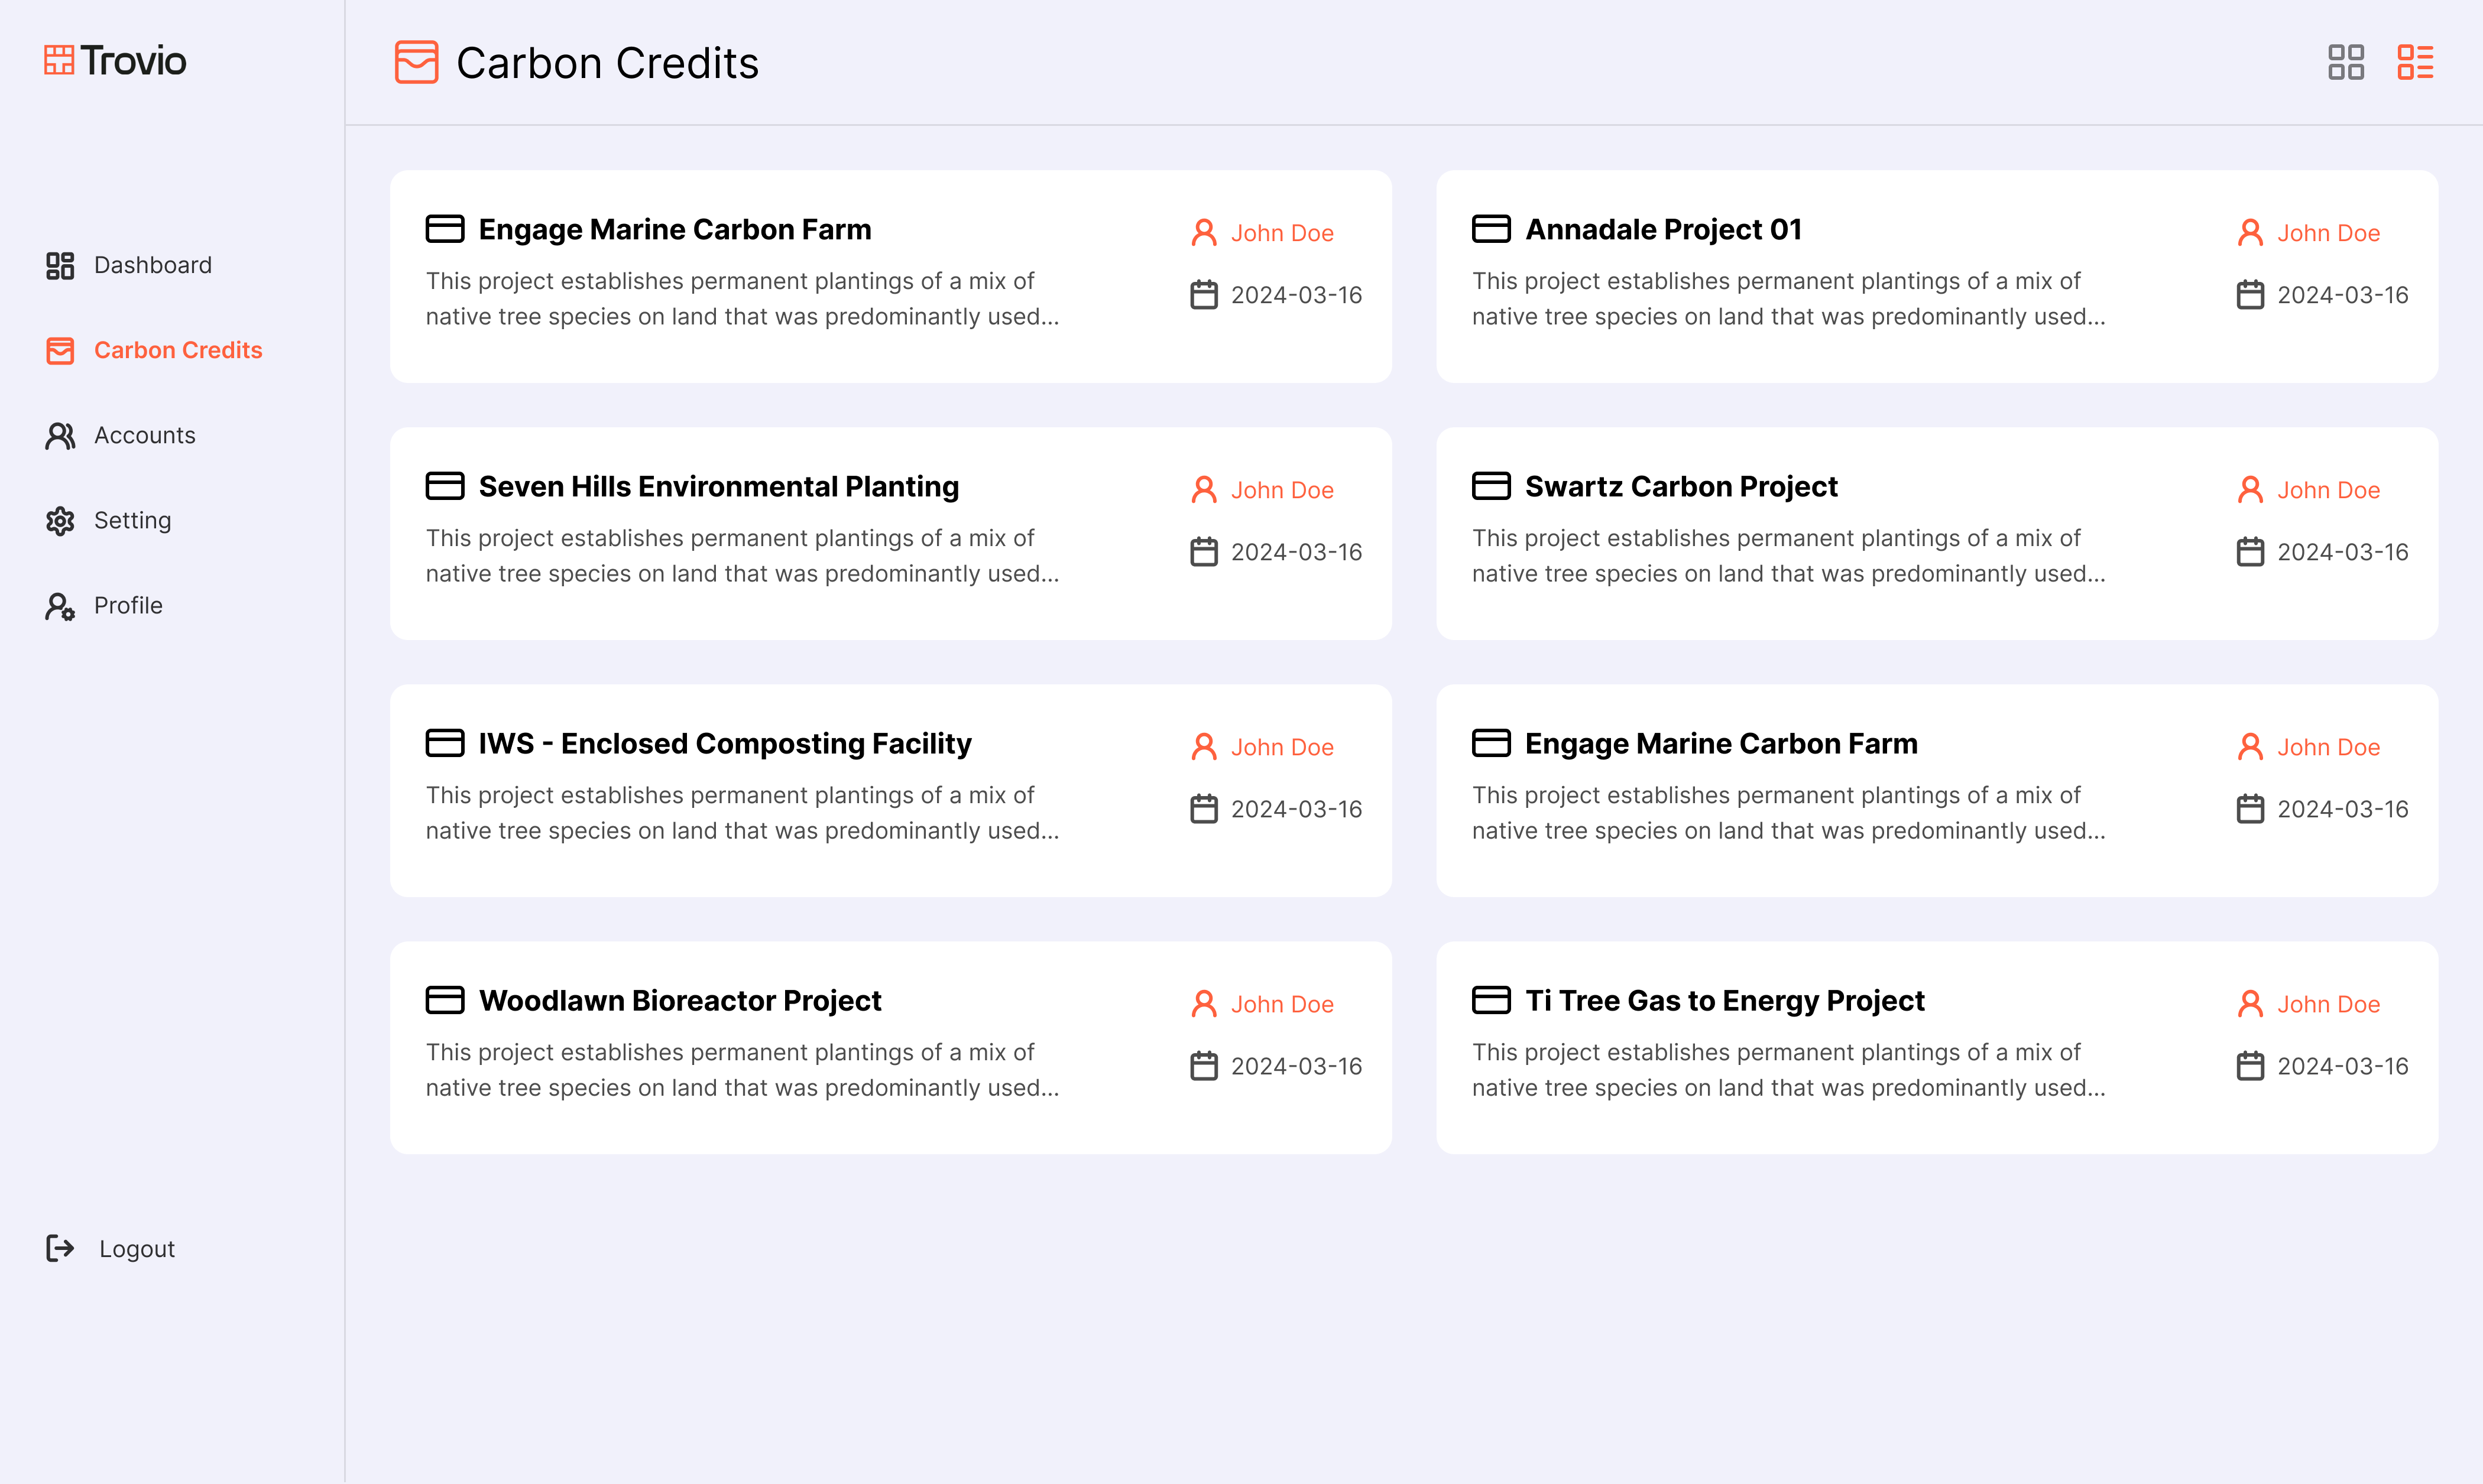 Trovio
Dashboard
Carbon Credits
Accounts
Setting
Profile
Logout
Carbon Credits
Engage Marine Carbon Farm
This project establishes permanent plantings of a mix of
native tree species on land that was predominantly used...
John Doe
2024-03-16
Annadale Project 01
This project establishes permanent plantings of a mix of
native tree species on land that was predominantly used...
John Doe
2024-03-16
Seven Hills Environmental Planting
This project establishes permanent plantings of a mix of
native tree species on land that was predominantly used...
John Doe
2024-03-16
Swartz Carbon Project
This project establishes permanent plantings of a mix of
native tree species on land that was predominantly used...
John Doe
2024-03-16
IWS - Enclosed Composting Facility
This project establishes permanent plantings of a mix of
native tree species on land that was predominantly used...
John Doe
2024-03-16
Engage Marine Carbon Farm
This project establishes permanent plantings of a mix of
native tree species on land that was predominantly used...
John Doe
2024-03-16
Woodlawn Bioreactor Project
This project establishes permanent plantings of a mix of
native tree species on land that was predominantly used...
John Doe
2024-03-16
Ti Tree Gas to Energy Project
This project establishes permanent plantings of a mix of
native tree species on land that was predominantly used...
John Doe
2024-03-16